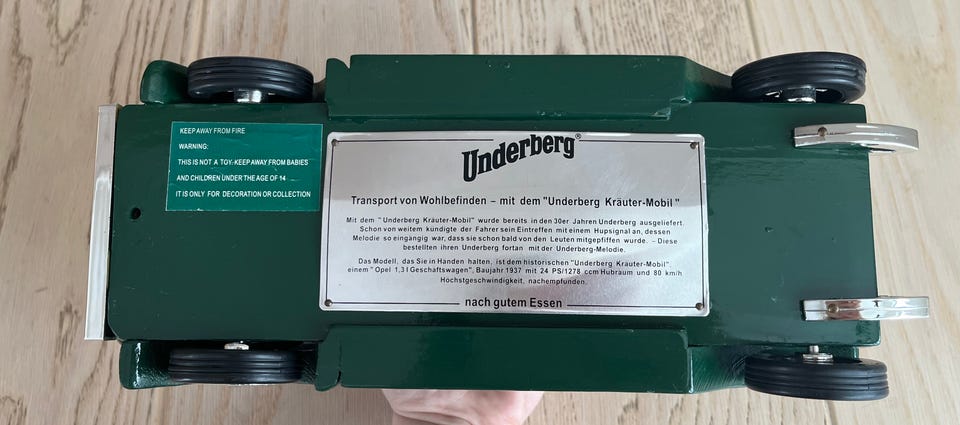 KEEP AWAY FROM FIRE
WARNING:
THIS IS NOT A TOY-KEEP AWAY FROM BABIES
AND CHILDREN UNDER THE AGE OF 14
IT IS ONLY FOR DECORATION OR COLLECTION
Underberg®
Transport von Wohlbefinden – mit dem "Underberg Kräuter-Mobil"
Mit dem "Underberg Kräuter-Mobil" wurde bereits in den 30er Jahren Underberg ausgeliefert.
Schon von weitem kündigte der Fahrer sein Eintreffen mit einem Hupsignal an, dessen
Melodie so eingängig war, dass sie schon bald von den Leuten mitgepfiffen wurde. – Diese
bestellten ihren Underberg fortan mit der Underberg-Melodie.
Das Modell, das Sie in Handen halten, ist dem historischen "Underberg Krauter-Mobil",
einem "Opel 1,3 l Geschäftswagen", Baujahr 1937 mit 24 PS/1278 ccm Hubraum und 80 km/h
Höchstgeschwindigkeit, nachempfunden.
nach gutem Essen